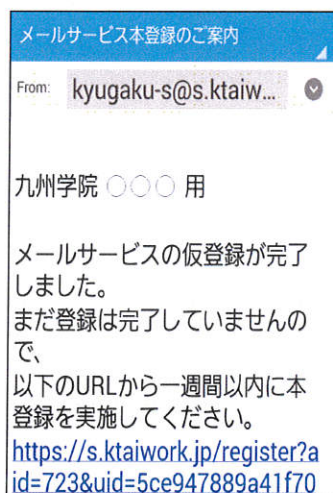 メールサービス本登録のご案内
From: kyugaku-s@s.ktaiw...
九州学院 ○○○ 用
メールサービスの仮登録が完了
しました。
まだ登録は完了していませんの
で、
以下のURLから一週間以内に本
登録を実施してください。
https://s.ktaiwork.jp/register?a
id=723&uid=5ce947889a41f70